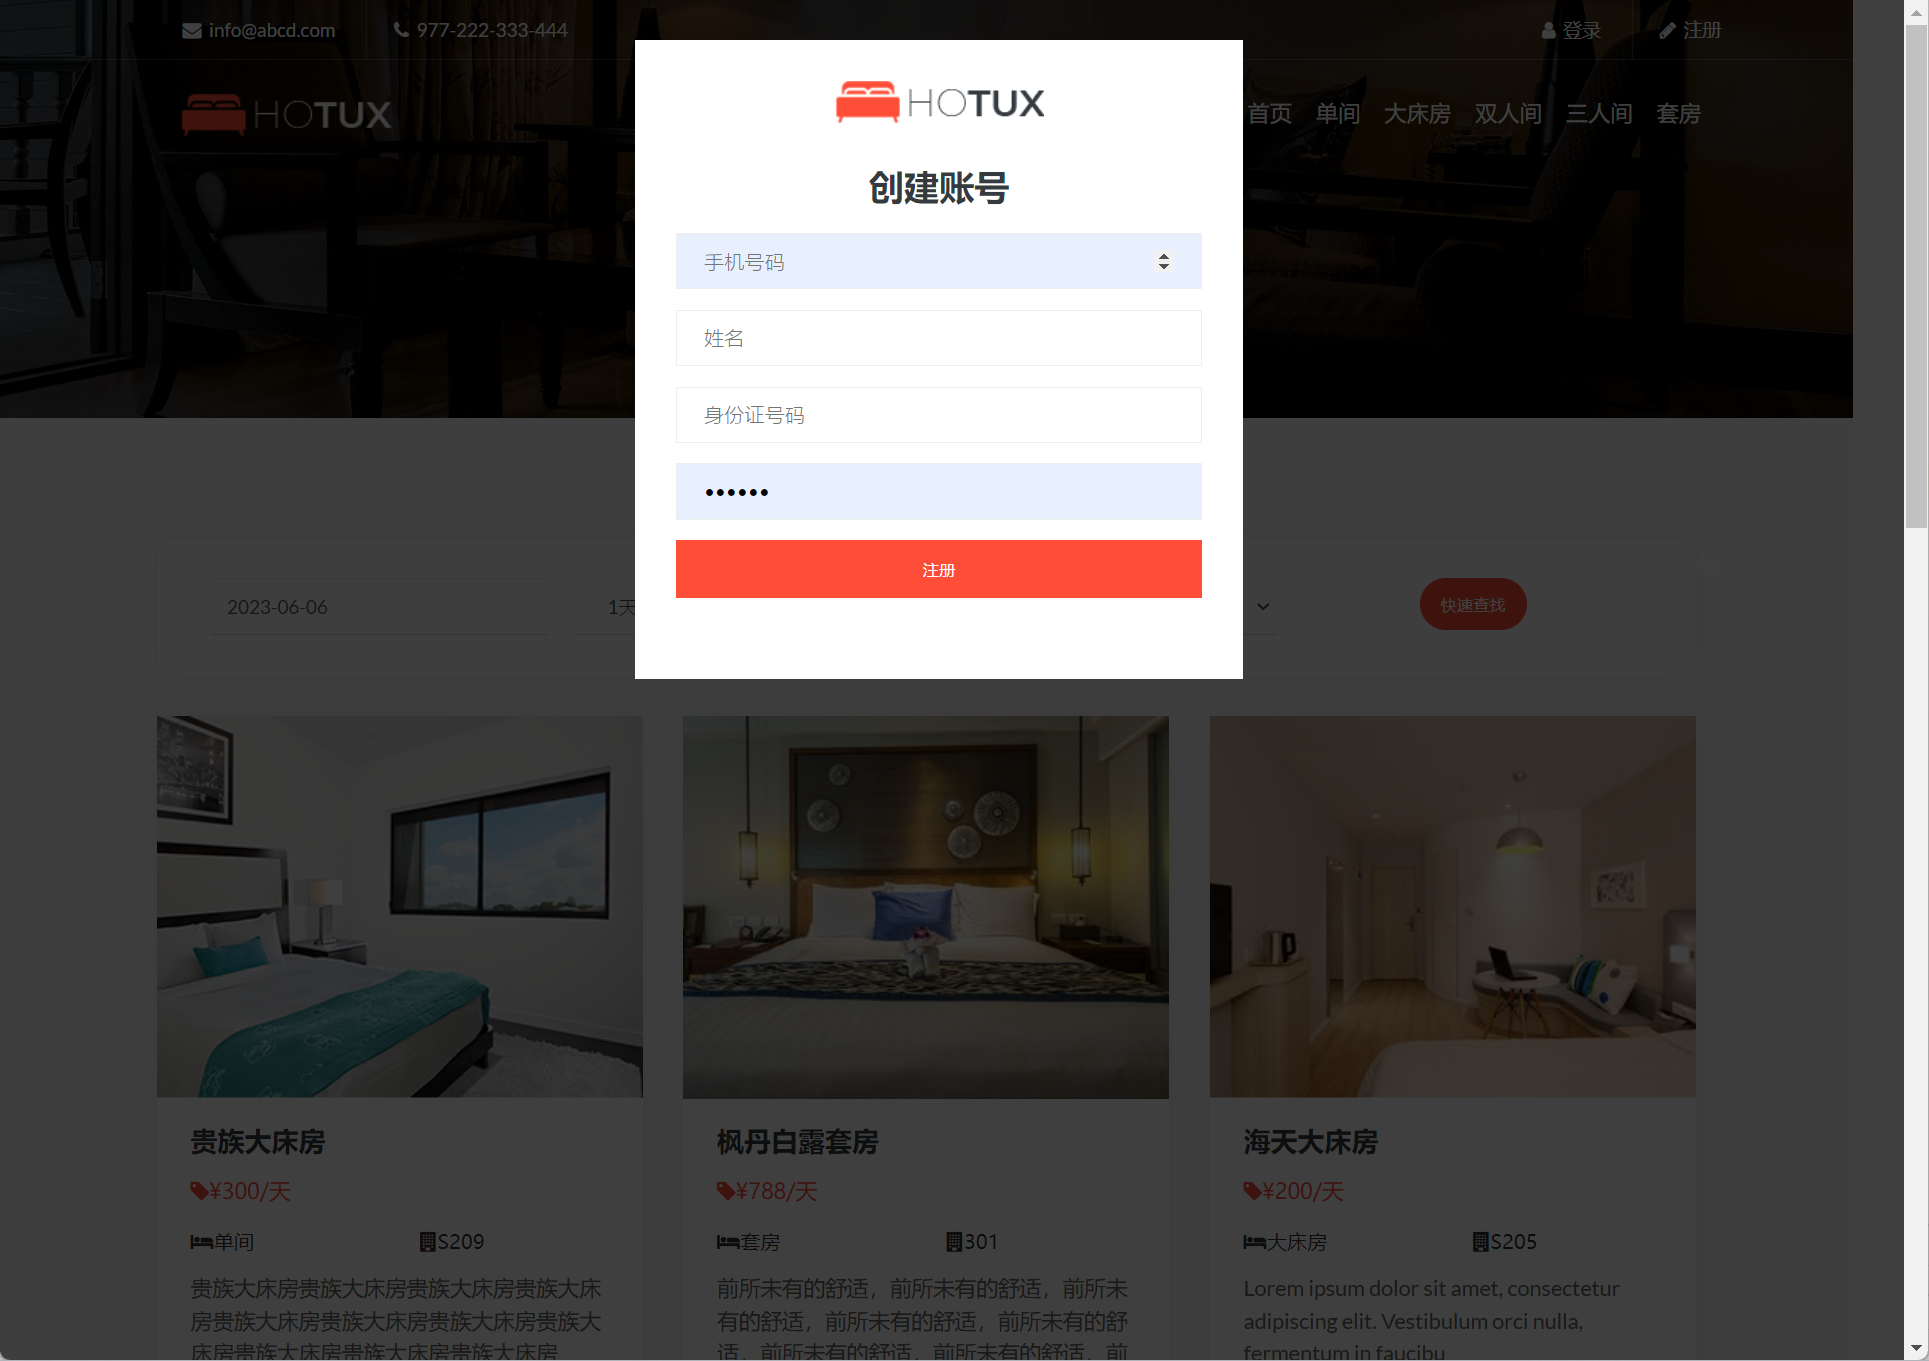 info@abcd.com
977-222-333-444
登录
注册
HOTUX
首页 单间 大床房 双人间 三人间 套房
HOTUX
创建账号
手机号码
姓名
身份证号码
••••••
注册
2023-06-06
1天
快速查找
贵族大床房
¥300/天
单间
S209
贵族大床房贵族大床房贵族大床房贵族大床
房贵族大床房贵族大床房贵族大床房贵族大
床房贵族大床房贵族大床房贵族大床房
枫丹白露套房
¥788/天
套房
301
前所未有的舒适，前所未有的舒适，前所未
有的舒适，前所未有的舒适，前所未有的舒
适，前所未有的舒适，前所未有的舒适，前
海天大床房
¥200/天
大床房
S205
Lorem ipsum dolor sit amet, consectetur
adipiscing elit. Vestibulum orci nulla,
fermentum in faucibu